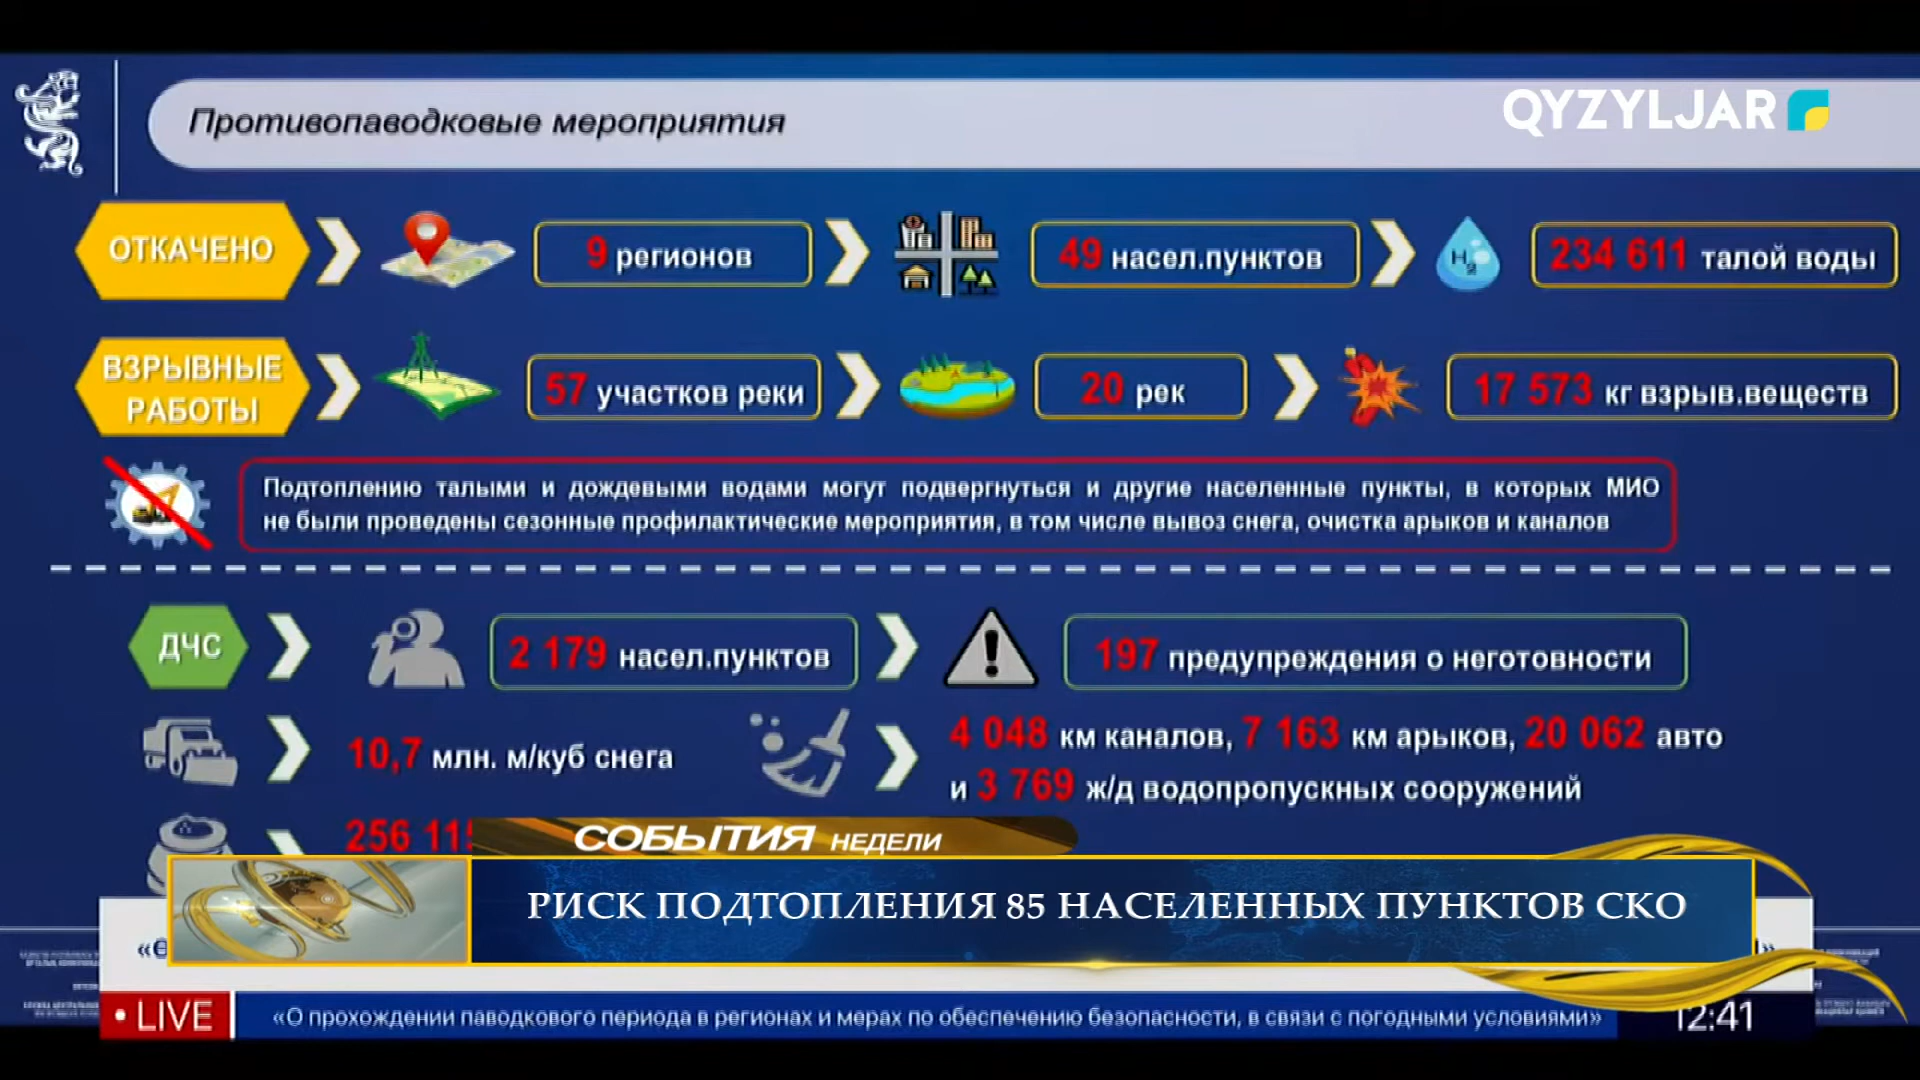 Противопаводковые мероприятия
QYZYLJAR
ОТКАЧЕНО
9 регионов
49 насел.пунктов
234 611 талой воды
ВЗРЫВНЫЕ
РАБОТЫ
57 участков реки
20 рек
17 573 кг взрыв.веществ
Подтоплению талыми и дождевыми водами могут подвергнуться и другие населенные пункты, в которых МИО
не были проведены сезонные профилактические мероприятия, в том числе вывоз снега, очистка арыков и каналов
ДЧС
2 179 насел.пунктов
197 предупреждения о неготовности
10,7 млн. м/куб снега
4 048 км каналов, 7 163 км арыков, 20 062 авто
и 3 769 ж/д водопропускных сооружений
256 115
СОБЫТИЯ НЕДЕЛИ
РИСК ПОДТОПЛЕНИЯ 85 НАСЕЛЕННЫХ ПУНКТОВ СКО
• LIVE
«О прохождении паводкового периода в регионах и мерах по обеспечению безопасности, в связи с погодными условиями»
12:41